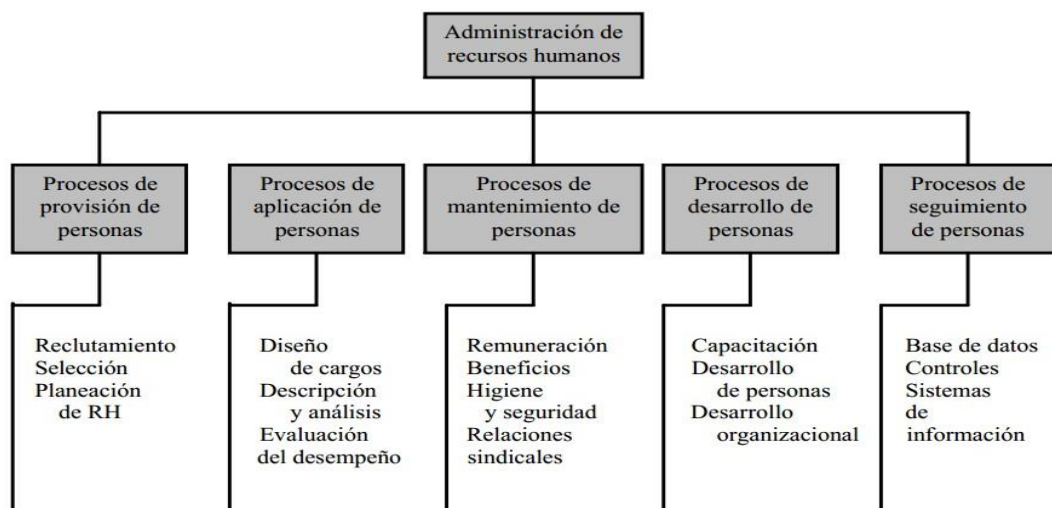 Administración de
recursos humanos
Procesos de
provisión de
personas
Procesos de
aplicación de
personas
Procesos de
mantenimiento de
personas
Procesos de
desarrollo de
personas
Procesos de
seguimiento
de personas
Reclutamiento
Selección
Planeación
de RH
Diseño
de cargos
Descripción
y análisis
Evaluación
del desempeño
Remuneración
Beneficios
Higiene
y seguridad
Relaciones
sindicales
Capacitación
Desarrollo
de personas
Desarrollo
organizacional
Base de datos
Controles
Sistemas
de
información